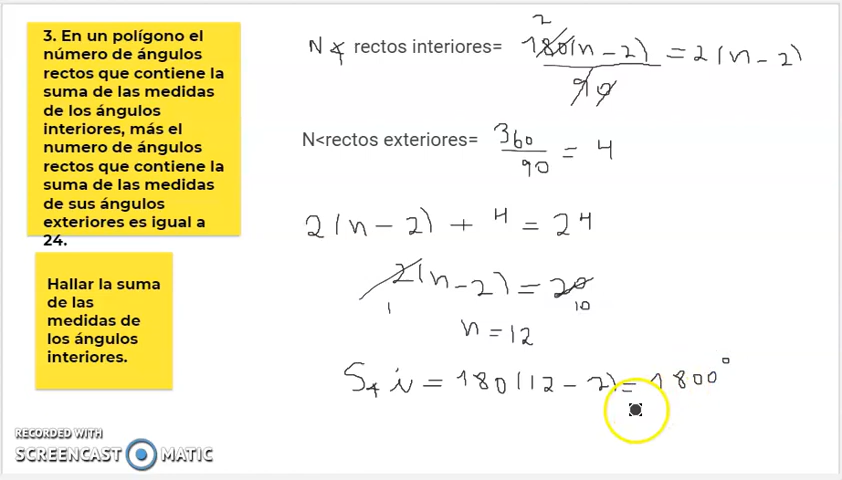 3. En un polígono el
número de ángulos
rectos que contiene la
suma de las medidas
de los ángulos
interiores, más el
numero de ángulos
rectos que contiene la
suma de las medidas
de sus ángulos
exteriores es igual a
24.
Hallar la suma
de las
medidas de
los ángulos
interiores.
N∡ rectos interiores= 2 180(n-2)/90 = 2(n-2)
N<rectos exteriores= 360/90 = 4
2(n-2) + 4 = 24
2(n-2) = 20
1 10
n = 12
S∡ i = 180(12-2) = 1800°
RECORDED WITH
SCREENCAST MATIC